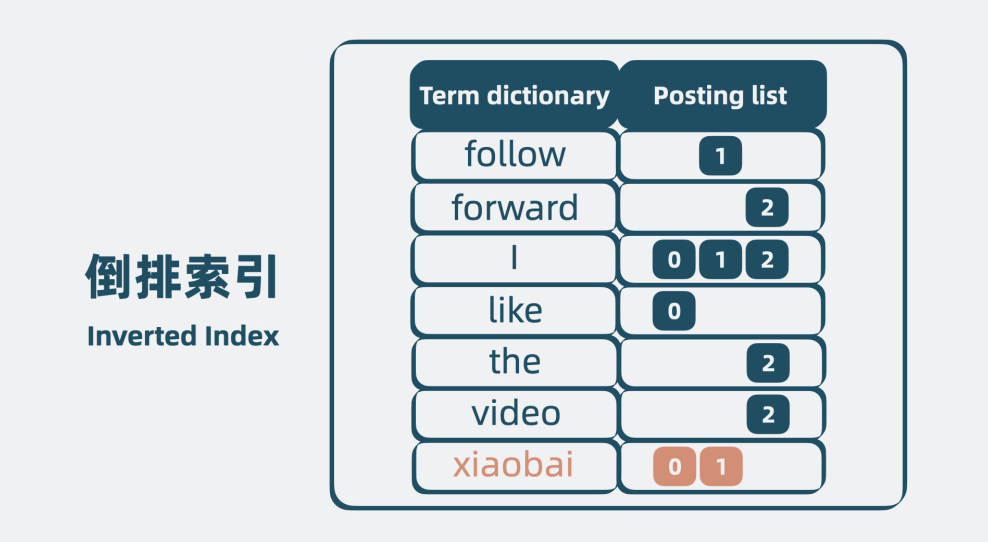 倒排索引
Inverted Index
Term dictionary Posting list
follow 1
forward 2
I 0 1 2
like 0
the 2
video 2
xiaobai 0 1